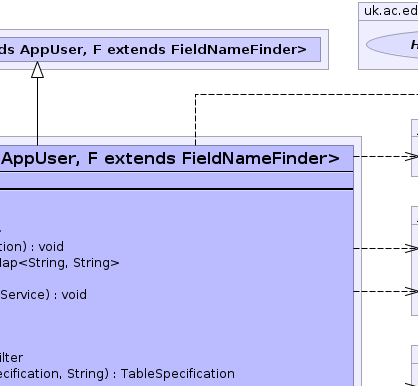 uk.ac.ed
ds AppUser, F extends FieldNameFinder>
H
AppUser, F extends FieldNameFinder>
tion) : void
Map<String, String>
Service) : void
ilter
ecification, String) : TableSpecification